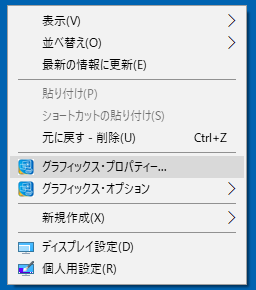 表示(V)
並べ替え(O)
最新の情報に更新(E)
貼り付け(P)
ショートカットの貼り付け(S)
元に戻す - 削除(U) Ctrl+Z
グラフィックス・プロパティー...
グラフィックス・オプション
新規作成(X)
ディスプレイ設定(D)
個人用設定(R)